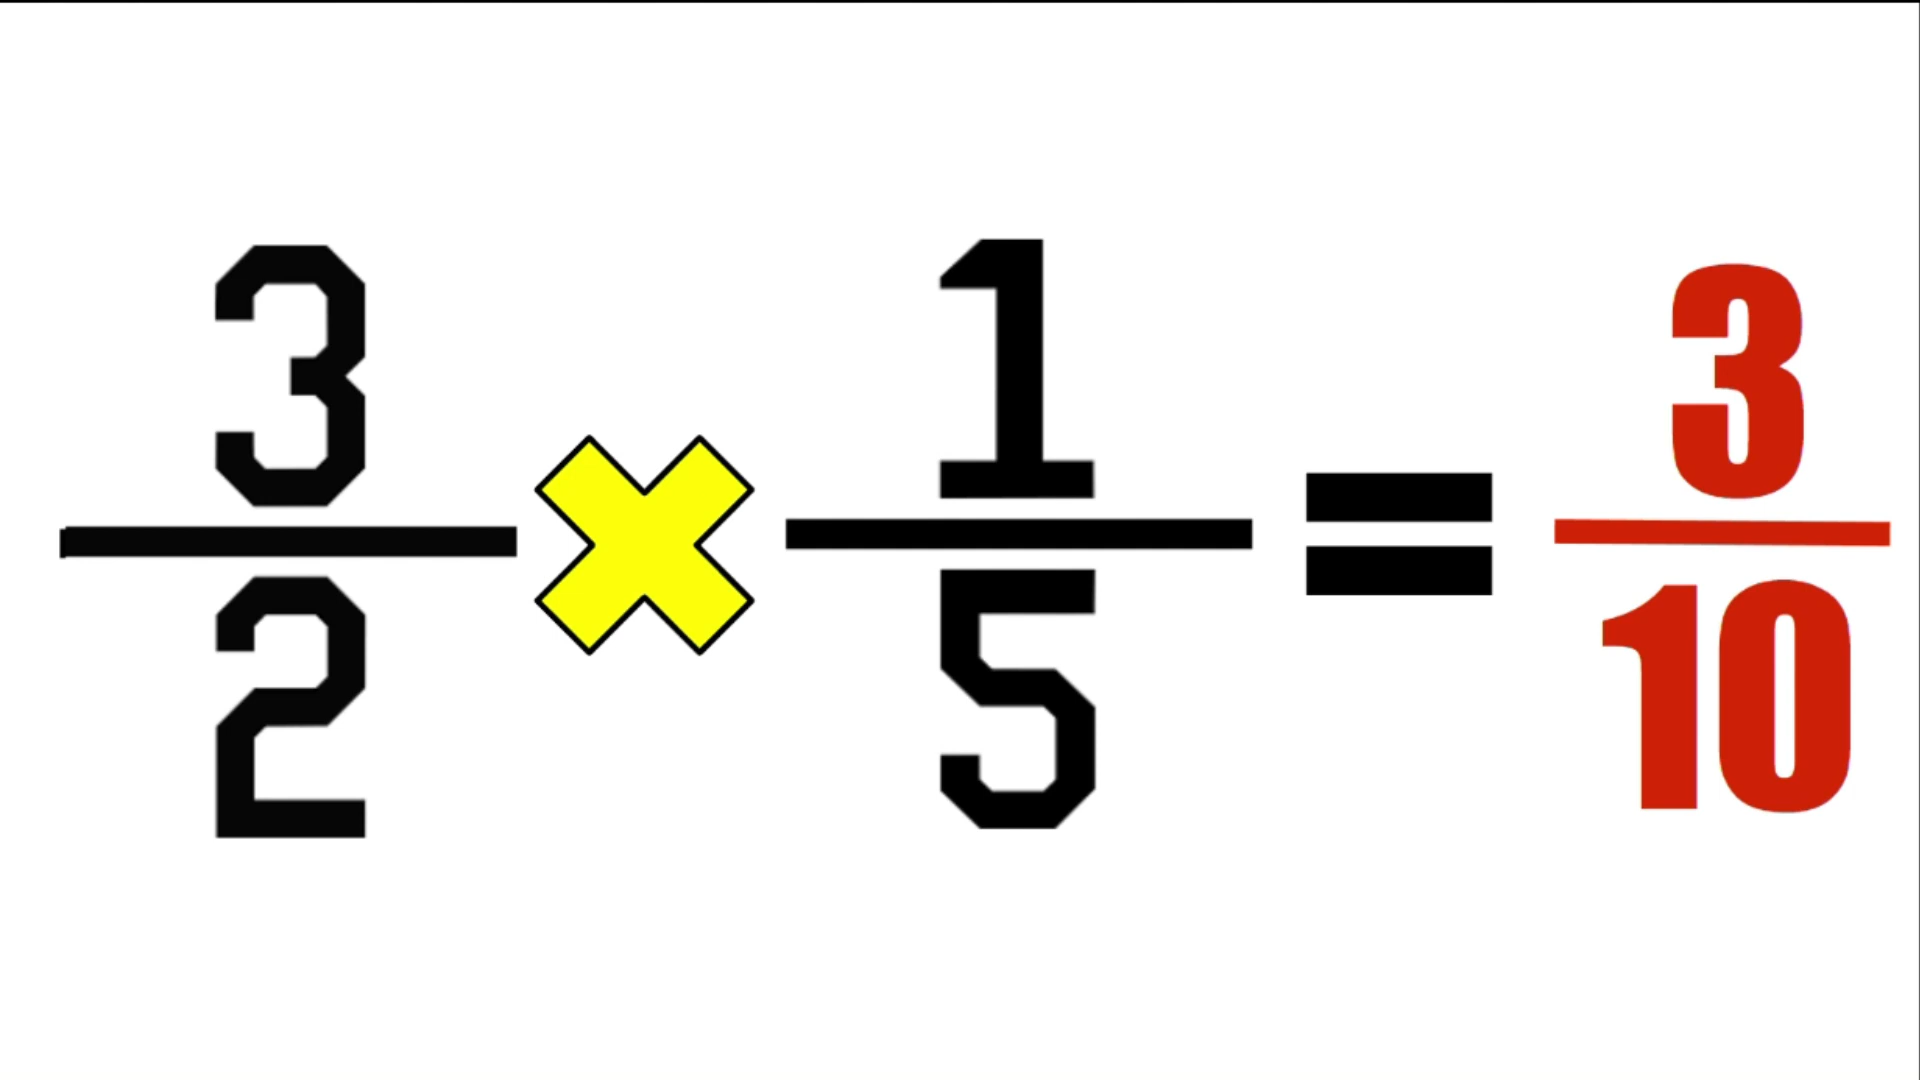 3/2 × 1/5 = 3/10